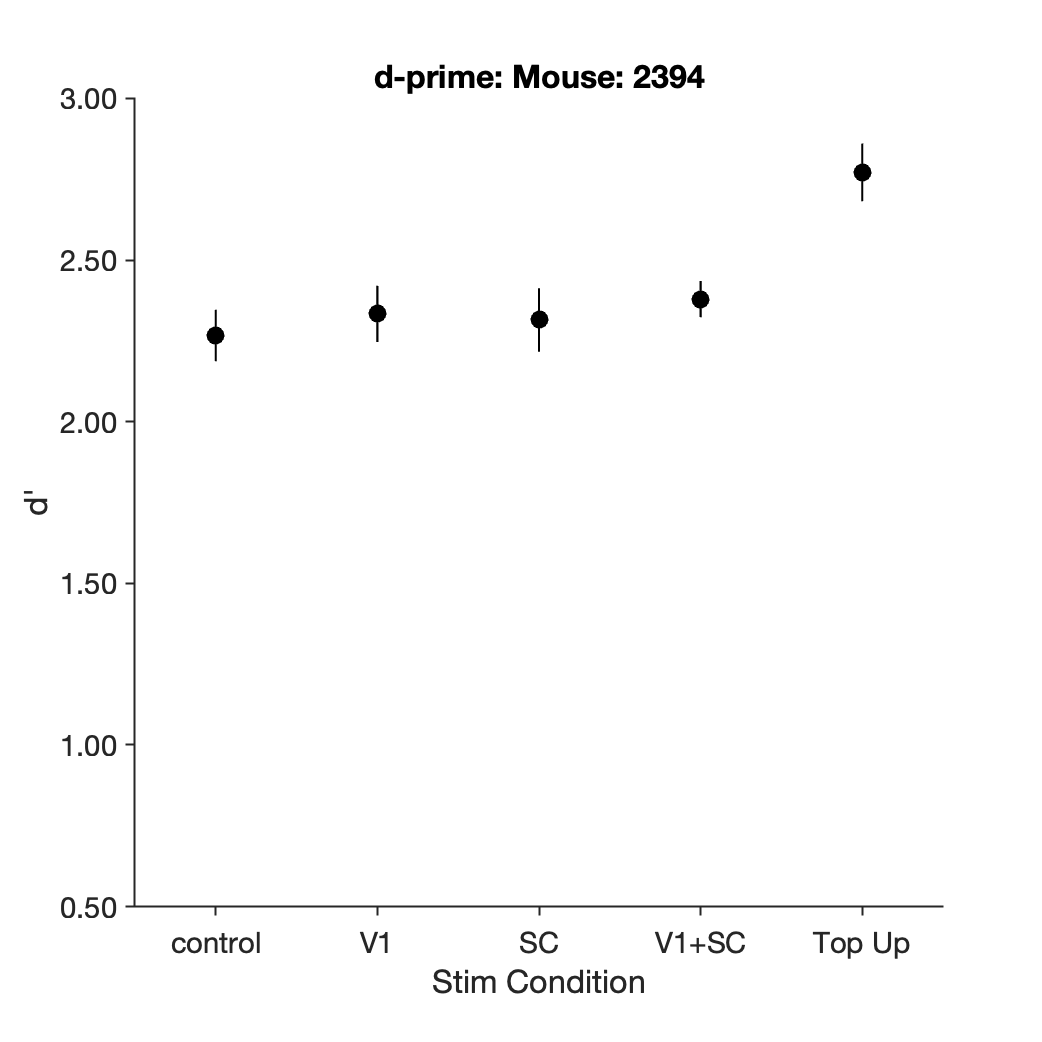 d-prime: Mouse: 2394
3.00
2.50
2.00
1.50
1.00
0.50
d'
control V1 SC V1+SC Top Up
Stim Condition